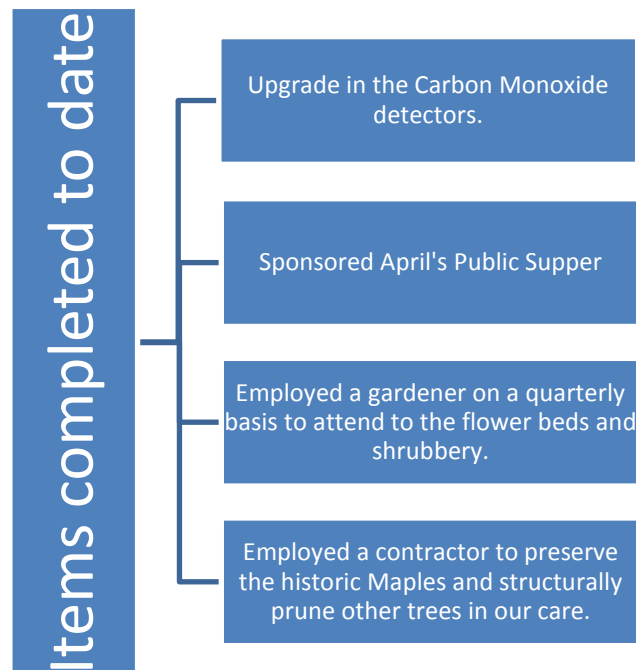 Items completed to date
Upgrade in the Carbon Monoxide
detectors.
Sponsored April's Public Supper
Employed a gardener on a quarterly
basis to attend to the flower beds and
shrubbery.
Employed a contractor to preserve
the historic Maples and structurally
prune other trees in our care.